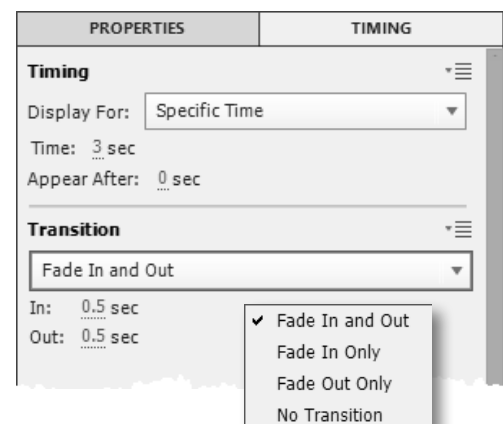 PROPERTIES TIMING
Timing
Display For: Specific Time
Time: 3 sec
Appear After: 0 sec
Transition
Fade In and Out
In: 0.5 sec
Out: 0.5 sec
Fade In and Out
Fade In Only
Fade Out Only
No Transition